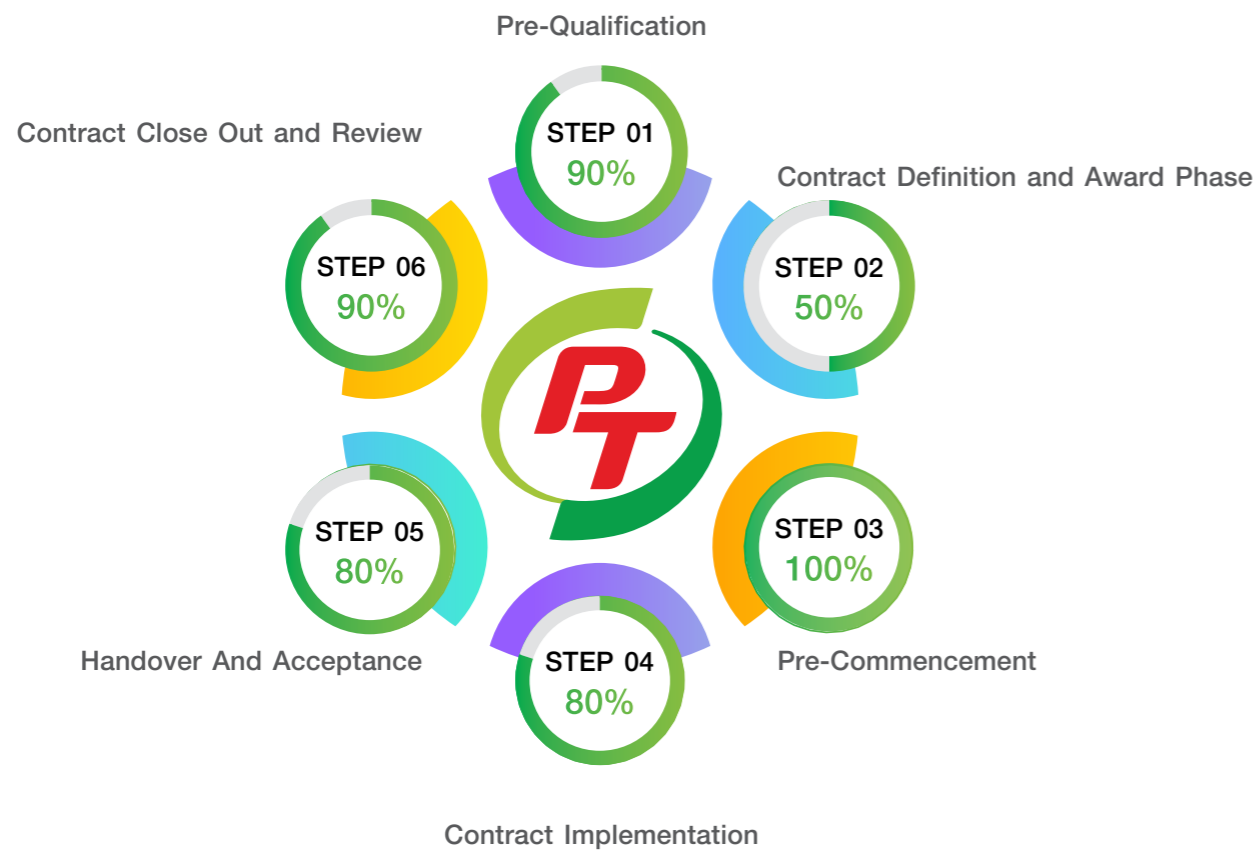 Pre-Qualification
STEP 01
90%
Contract Definition and Award Phase
STEP 02
50%
STEP 03
100%
Pre-Commencement
STEP 04
80%
Contract Implementation
STEP 05
80%
Handover And Acceptance
Contract Close Out and Review
STEP 06
90%
PT